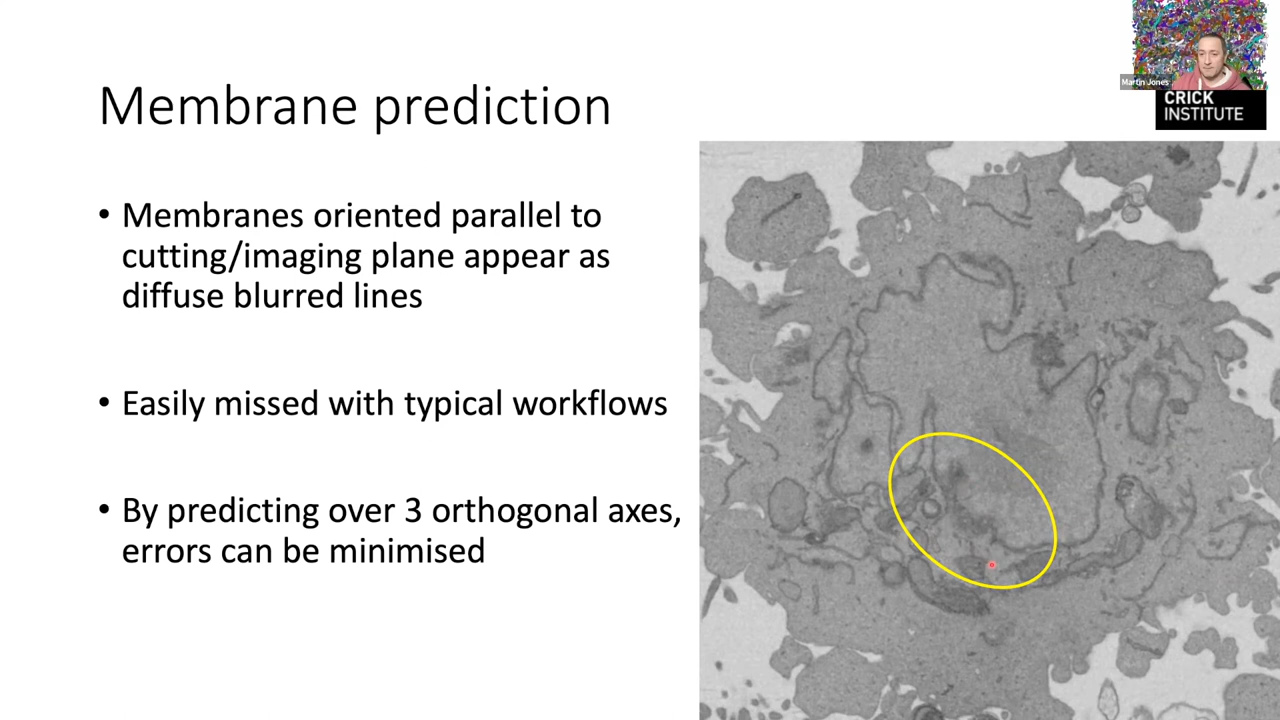 Martin Jones
CRICK
INSTITUTE
Membrane prediction
• Membranes oriented parallel to
cutting/imaging plane appear as
diffuse blurred lines
• Easily missed with typical workflows
• By predicting over 3 orthogonal axes,
errors can be minimised